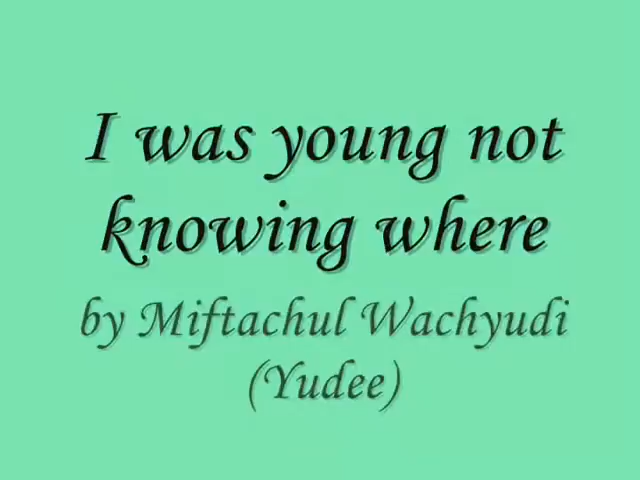 I was young not
knowing where
by Miftachul Wachyudi
(Yudee)